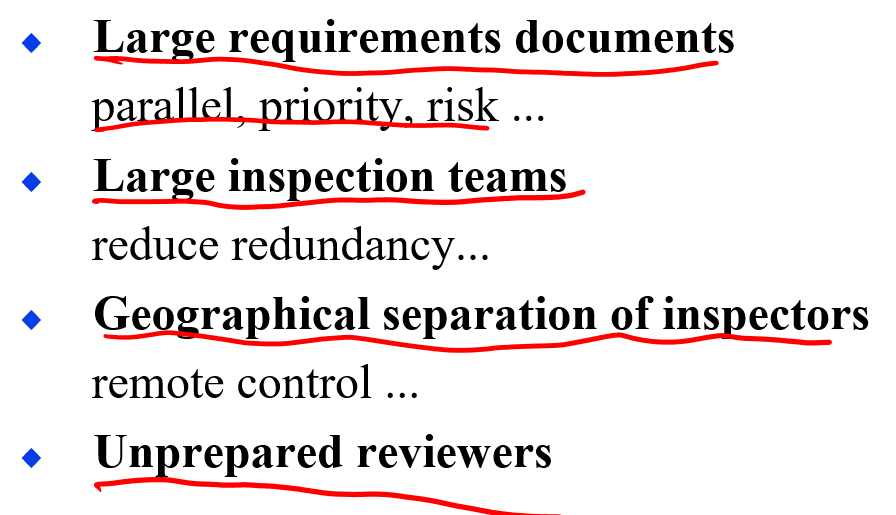 Large requirements documents
parallel, priority, risk ...
Large inspection teams
reduce redundancy...
Geographical separation of inspectors
remote control ...
Unprepared reviewers